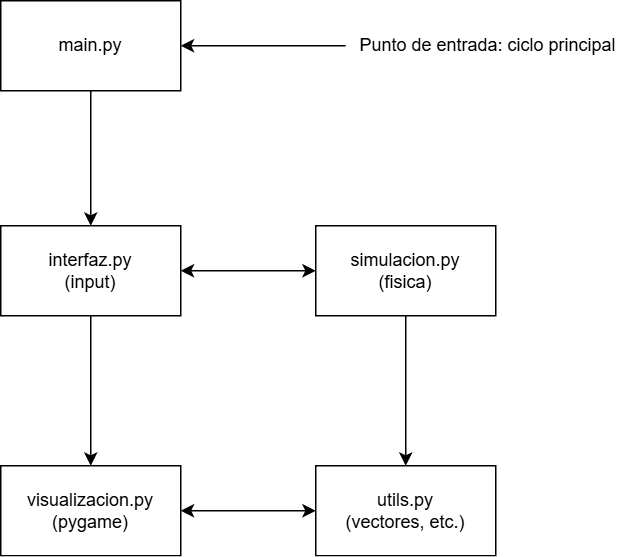 main.py
Punto de entrada: ciclo principal
interfaz.py
(input)
simulacion.py
(fisica)
visualizacion.py
(pygame)
utils.py
(vectores, etc.)